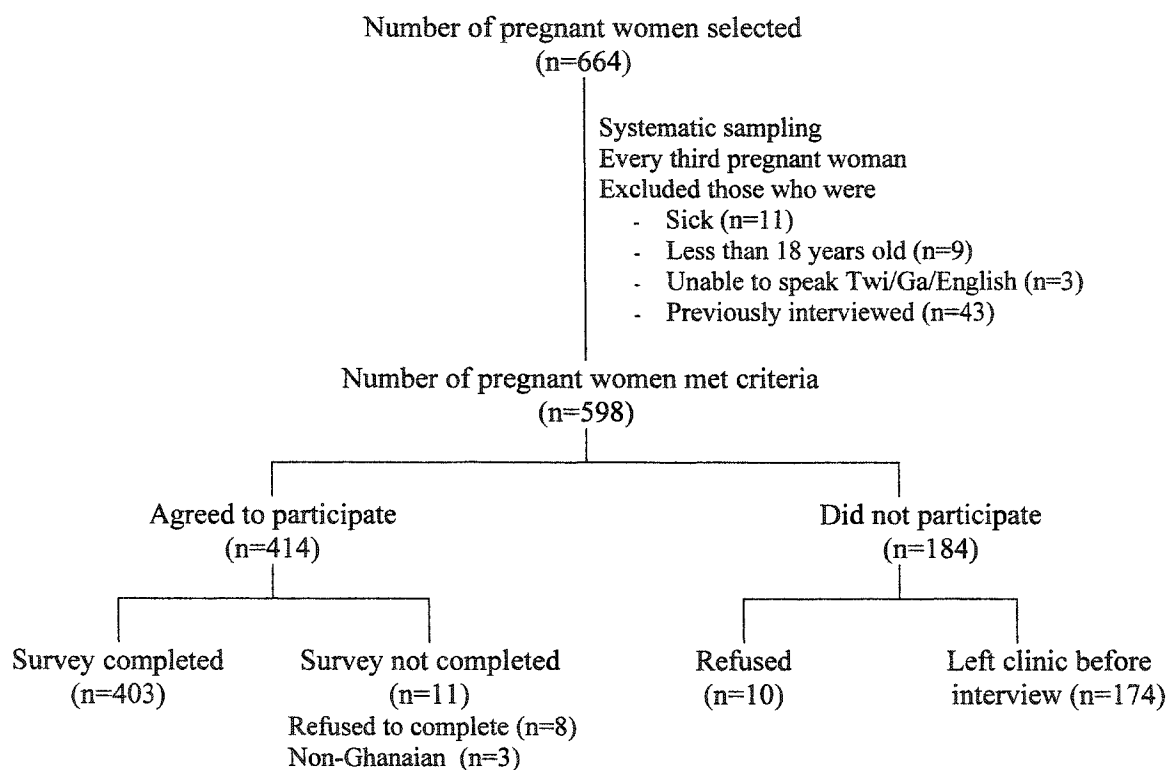 Number of pregnant women selected
(n=664)
Systematic sampling
Every third pregnant woman
Excluded those who were
- Sick (n=11)
- Less than 18 years old (n=9)
- Unable to speak Twi/Ga/English (n=3)
- Previously interviewed (n=43)
Number of pregnant women met criteria
(n=598)
Agreed to participate
(n=414)
Did not participate
(n=184)
Survey completed
(n=403)
Survey not completed
(n=11)
Refused to complete (n=8)
Non-Ghanaian (n=3)
Refused
(n=10)
Left clinic before
interview (n=174)